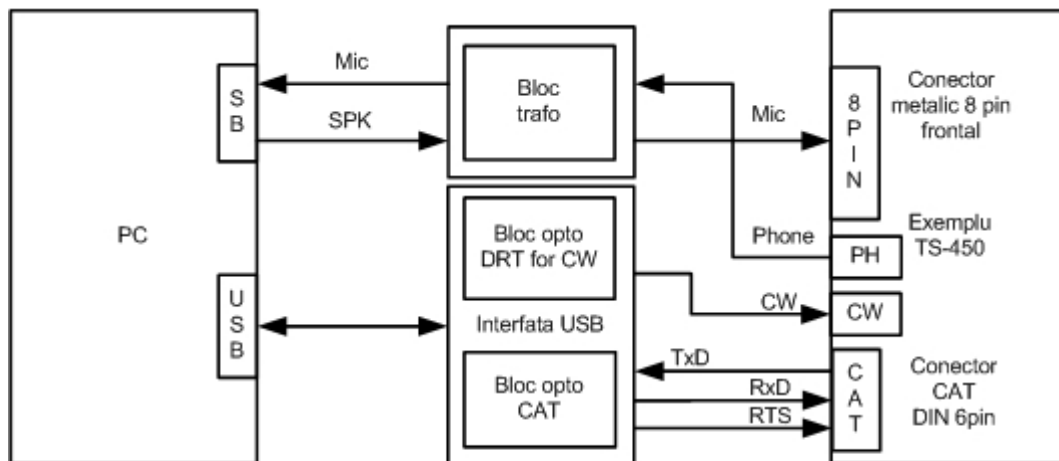 PC
S
B
U
S
B
Mic
SPK
Bloc
trafo
Bloc opto
DRT for CW
Interfata USB
Bloc opto
CAT
Mic
Phone
CW
TxD
RxD
RTS
8
P
I
N
PH
CW
C
A
T
Conector
metalic 8 pin
frontal
Exemplu
TS-450
Conector
CAT
DIN 6pin